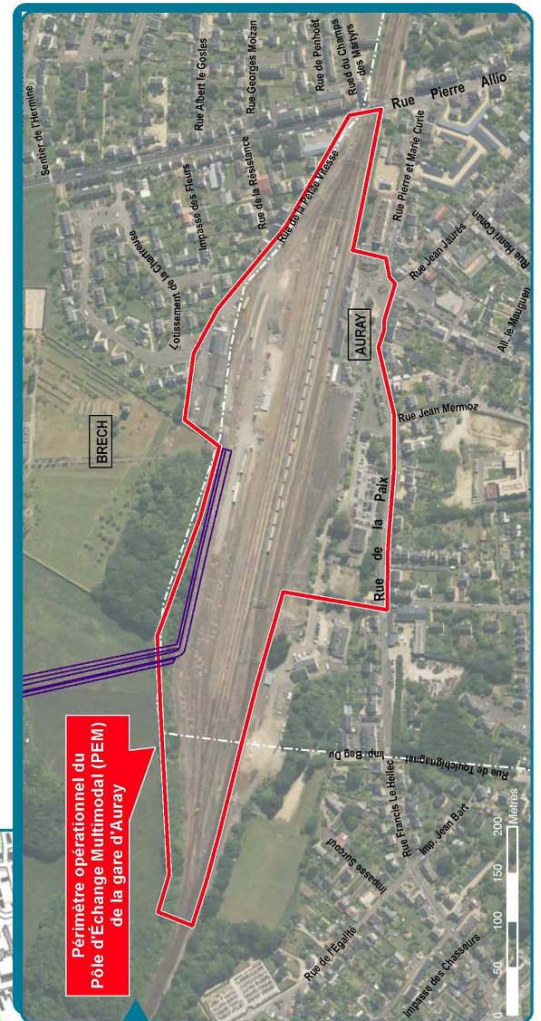 Sentier de l'Hermine
Rue Albert le Gosles
Rue Georges Moizan
Rue de Penhoët
Rued du Champs
des Martyrs
Rue Pierre Allio
Impasse des Fleurs
Rue de la Résistance
Rue de la Petite Vitesse
Rue Pierre et Marie Curie
Lotissement de la Chartreuse
Rue Jean Jaurès
Rue Henri Conan
BRECH
AURAY
All. le Mauguen
Rue Jean Mermoz
Rue de la Paix
Périmètre opérationnel du
Pôle d'Échange Multimodal (PEM)
de la gare d'Auray
Imp. Beg Du
Rue de Toulchignagnet
Rue Francis Le Hellec
Imp. Jean Bart
Impasse Surcouf
Rue de l'Égalité
Impasse des Chasseurs
0 50 100 150 200
Mètres